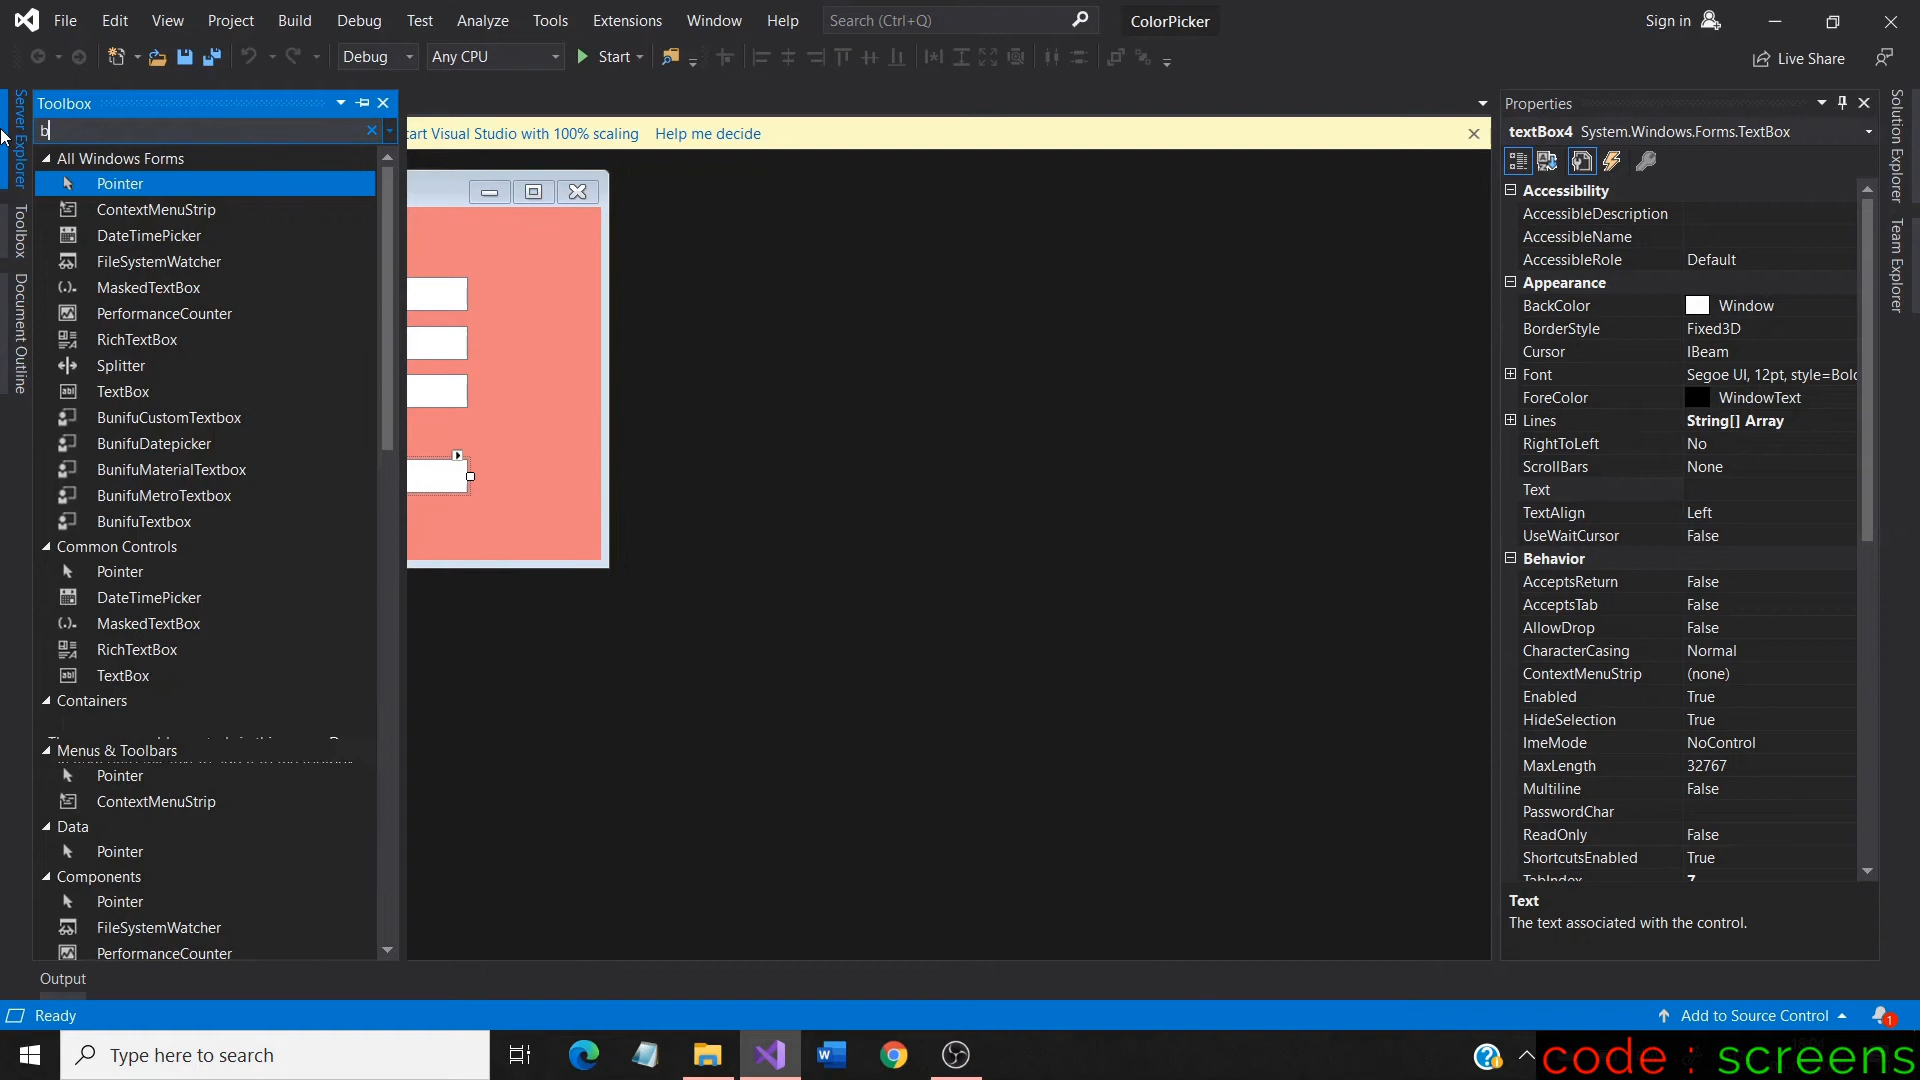 File Edit View Project Build Debug Test Analyze Tools Extensions Window Help Search (Ctrl+Q) ColorPicker Sign in
Debug Any CPU Start Live Share
Server Explorer
Toolbox
Document Outline
Toolbox
b
All Windows Forms
Pointer
ContextMenuStrip
DateTimePicker
FileSystemWatcher
MaskedTextBox
PerformanceCounter
RichTextBox
Splitter
TextBox
BunifuCustomTextbox
BunifuDatepicker
BunifuMaterialTextbox
BunifuMetroTextbox
BunifuTextbox
Common Controls
Pointer
DateTimePicker
MaskedTextBox
RichTextBox
TextBox
Containers
Menus & Toolbars
Pointer
ContextMenuStrip
Data
Pointer
Components
Pointer
FileSystemWatcher
PerformanceCounter
tart Visual Studio with 100% scaling Help me decide
Properties
textBox4 System.Windows.Forms.TextBox
Accessibility
AccessibleDescription
AccessibleName
AccessibleRole Default
Appearance
BackColor Window
BorderStyle Fixed3D
Cursor IBeam
Font Segoe UI, 12pt, style=Bold
ForeColor WindowText
Lines String[] Array
RightToLeft No
ScrollBars None
Text
TextAlign Left
UseWaitCursor False
Behavior
AcceptsReturn False
AcceptsTab False
AllowDrop False
CharacterCasing Normal
ContextMenuStrip (none)
Enabled True
HideSelection True
ImeMode NoControl
MaxLength 32767
Multiline False
PasswordChar
ReadOnly False
ShortcutsEnabled True
TabIndex 7
Text
The text associated with the control.
Solution Explorer
Team Explorer
Output
Ready Add to Source Control 1
Type here to search
code : screens